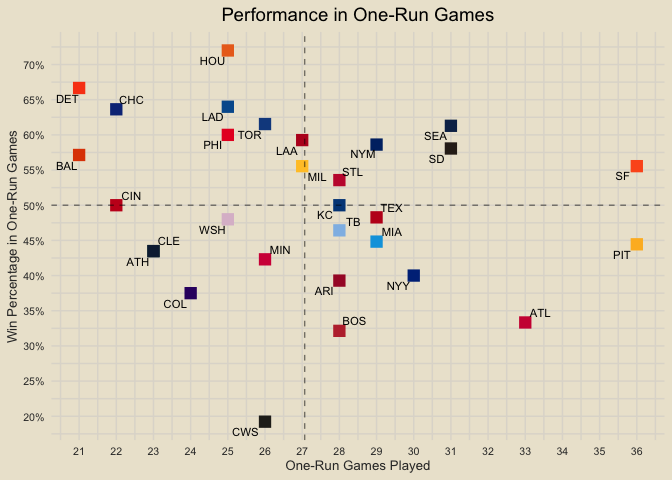 Performance in One-Run Games
Win Percentage in One-Run Games
70%
65%
60%
55%
50%
45%
40%
35%
30%
25%
20%
HOU
DET
CHC
LAD
TOR
SEA
PHI
LAA
NYM
SD
BAL
MIL
STL
SF
CIN
KC
TEX
WSH
TB
MIA
CLE
ATH
MIN
PIT
NYY
COL
ARI
ATL
BOS
CWS
21 22 23 24 25 26 27 28 29 30 31 32 33 34 35 36
One-Run Games Played